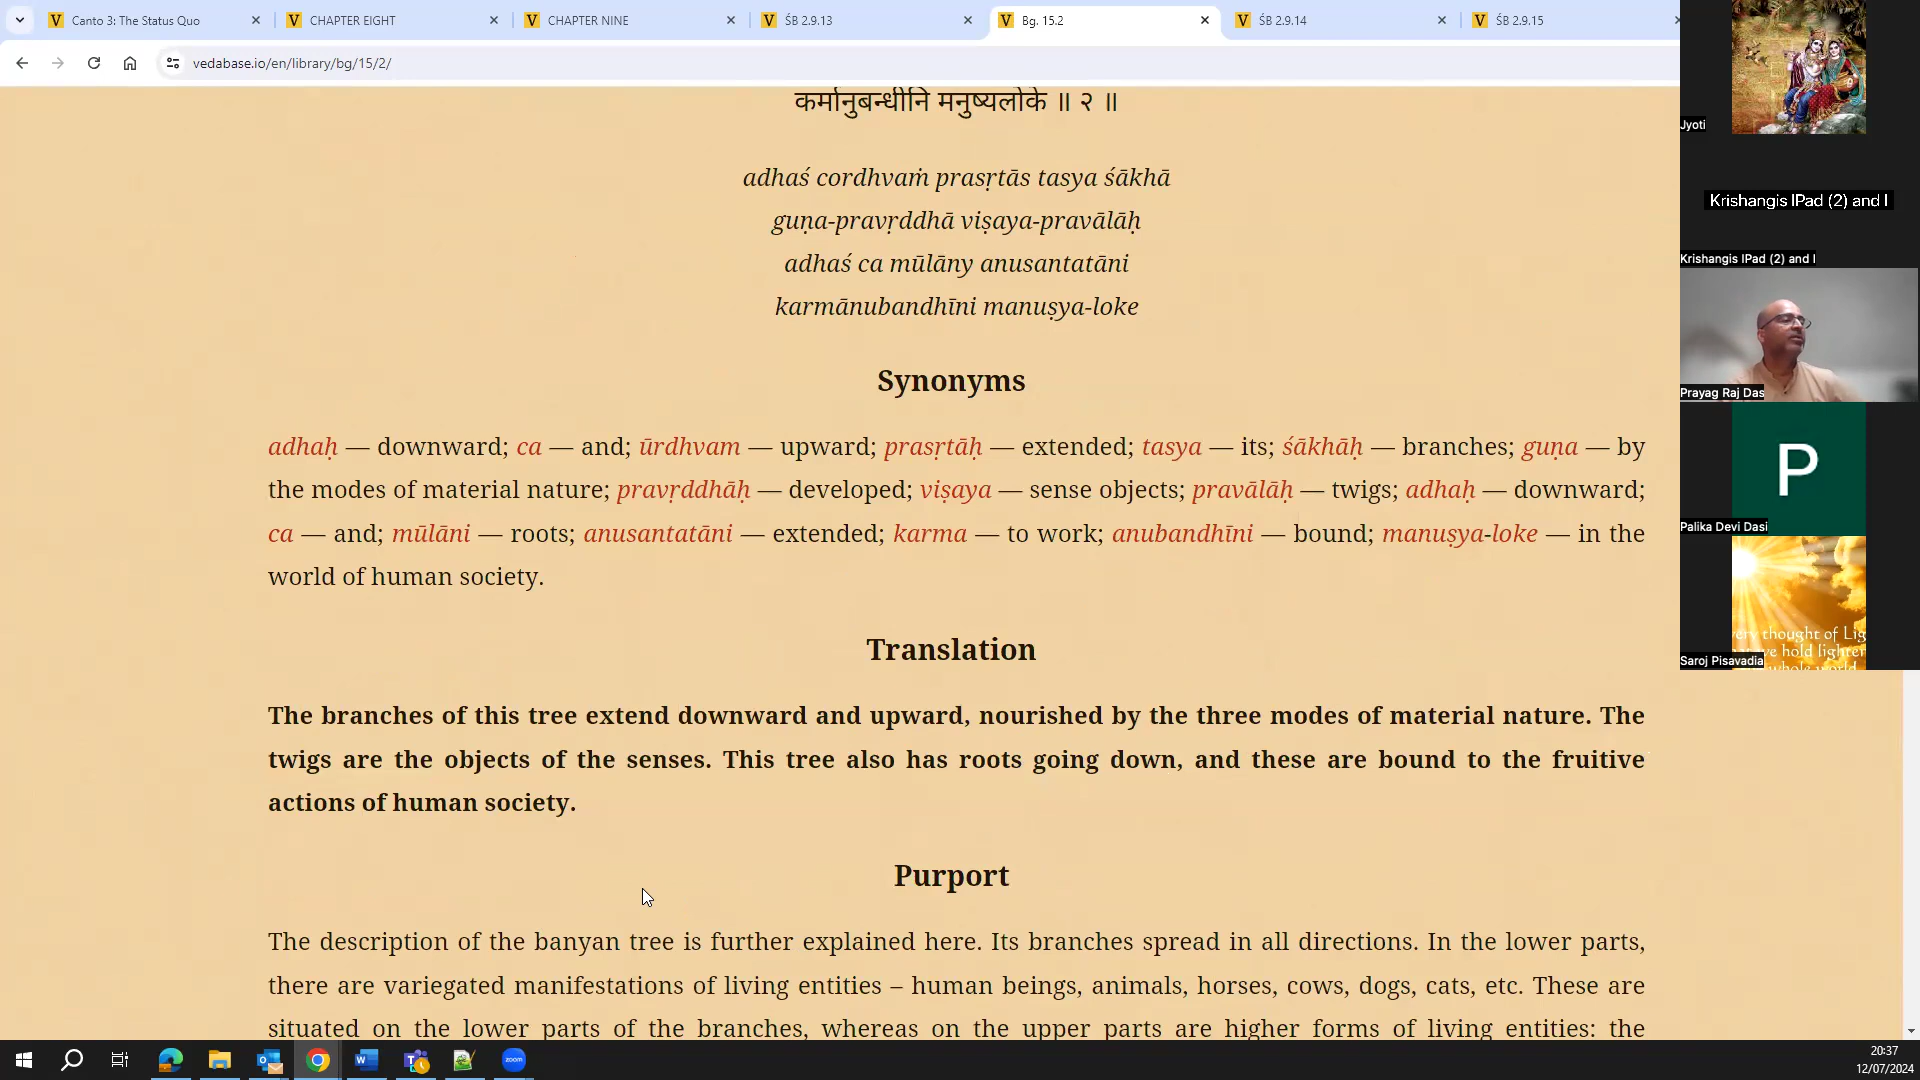 Canto 3: The Status Quo
CHAPTER EIGHT
CHAPTER NINE
ŚB 2.9.13
Bg. 15.2
ŚB 2.9.14
ŚB 2.9.15
vedabase.io/en/library/bg/15/2/
कर्मानुबन्धीनि मनुष्यलोके ॥ २ ॥
adhaś cordhvaṁ prasṛtās tasya śākhā
guṇa-pravṛddhā viṣaya-pravālāḥ
adhaś ca mūlāny anusantatāni
karmānubandhīni manuṣya-loke
Synonyms
adhaḥ — downward; ca — and; ūrdhvam — upward; prasṛtāḥ — extended; tasya — its; śākhāḥ — branches; guṇa — by
the modes of material nature; pravṛddhāḥ — developed; viṣaya — sense objects; pravālāḥ — twigs; adhaḥ — downward;
ca — and; mūlāni — roots; anusantatāni — extended; karma — to work; anubandhīni — bound; manuṣya-loke — in the
world of human society.
Translation
The branches of this tree extend downward and upward, nourished by the three modes of material nature. The
twigs are the objects of the senses. This tree also has roots going down, and these are bound to the fruitive
actions of human society.
Purport
The description of the banyan tree is further explained here. Its branches spread in all directions. In the lower parts,
there are variegated manifestations of living entities – human beings, animals, horses, cows, dogs, cats, etc. These are
situated on the lower parts of the branches, whereas on the upper parts are higher forms of living entities: the
Jyoti
Krishangis IPad (2) and I
Krishangis IPad (2) and I
Prayag Raj Das
P
Palika Devi Dasi
thought of Lig
hold lighter
whole world
Saroj Pisavadia
zoom
20:37
12/07/2024